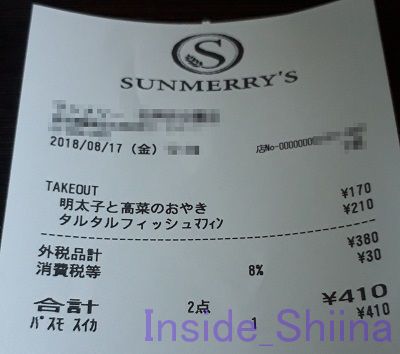 S
SUNMERRY'S
2018/08/17 (金)
店No-0000000
TAKEOUT
明太子と高菜のおやき ¥170
タルタルフィッシュマフィン ¥210
外税品計 ¥380
消費税等 8% ¥30
合計 2点 ¥410
パスモ スイカ 1 ¥410
Inside_Shiina